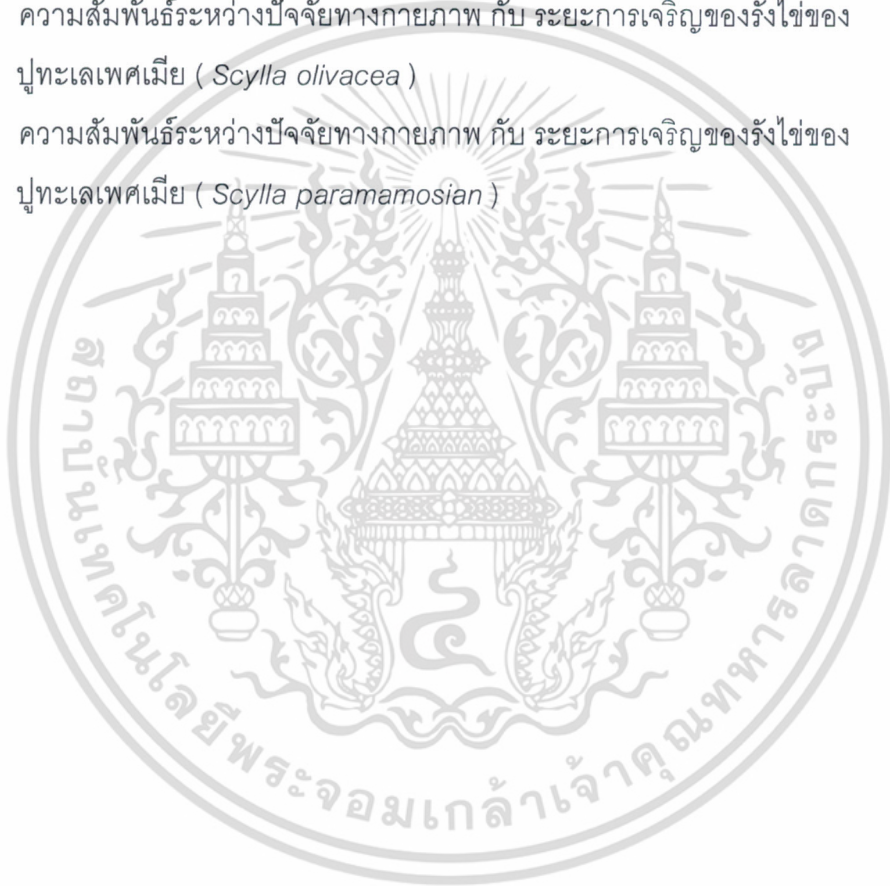 ความสัมพันธ์ระหว่างปัจจัยทางกายภาพ กับ ระยะการเจริญของรังไข่ของ
ปูทะเลเพศเมีย ( Scylla olivacea )
ความสัมพันธ์ระหว่างปัจจัยทางกายภาพ กับ ระยะการเจริญของรังไข่ของ
ปูทะเลเพศเมีย ( Scylla paramamosian )
๔
สถาบันเทคโนโลยีพระจอมเกล้าเจ้าคุณทหารลาดกระบัง